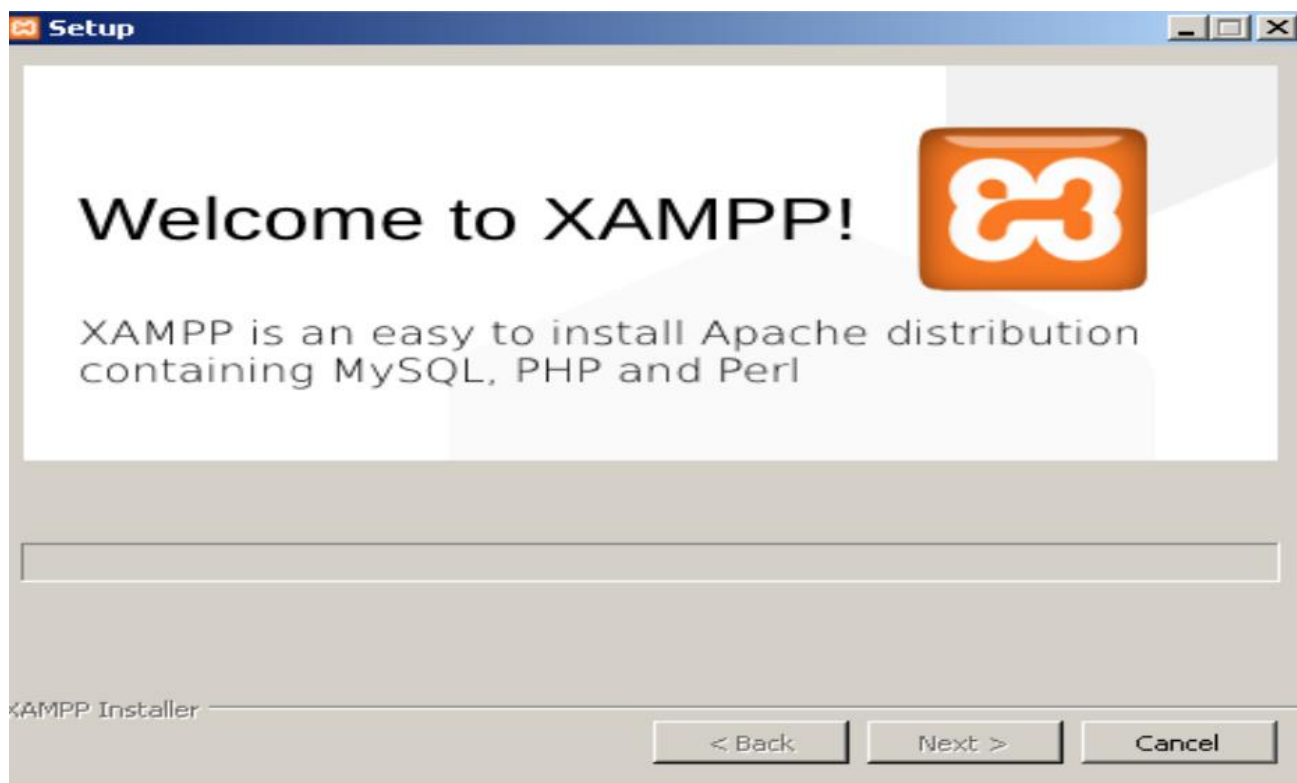 Setup
Welcome to XAMPP!
XAMPP is an easy to install Apache distribution
containing MySQL, PHP and Perl
XAMPP Installer
< Back
Next >
Cancel